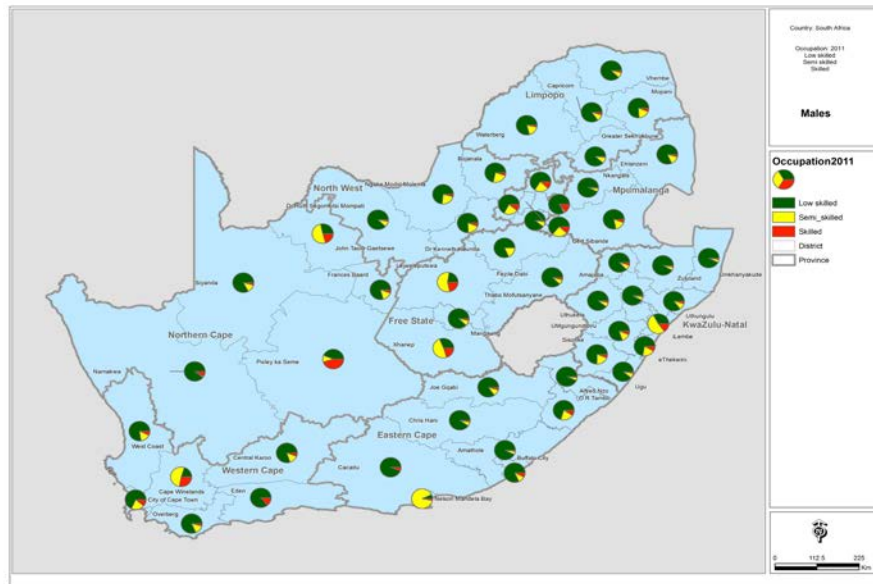 Country: South Africa
Occupation: 2011
Low skilled
Semi skilled
Skilled
Males
Occupation2011
Low skilled
Semi_skilled
Skilled
District
Province
0 112.5 225
Km
Vhembe
Capricorn
Mopani
Limpopo
Waterberg
Greater Sekhukhune
Bojanala
Ehlanzeni
Nkangala
North West
Ngaka Modiri Molema
Mpumalanga
Dr Ruth Segomotsi Mompati
John Taolo Gaetsewe
Dr Kenneth Kaunda
Gert Sibande
Lejweleputswa
Fezile Dabi
Amajuba
Zululand
Umkhanyakude
Siyanda
Frances Baard
Thabo Mofutsanyane
Uthukela
Uthungulu
Free State
Mangaung
UMgungundlovu
KwaZulu-Natal
iLembe
Northern Cape
Xhariep
Sisonke
eThekwini
Namakwa
Pixley ka Seme
Ugu
Joe Gqabi
Alfred Nzo
O.R.Tambo
Chris Hani
West Coast
Eastern Cape
Central Karoo
Amathole
Buffalo City
Western Cape
Cacadu
Cape Winelands
City of Cape Town
Eden
Nelson Mandela Bay
Overberg